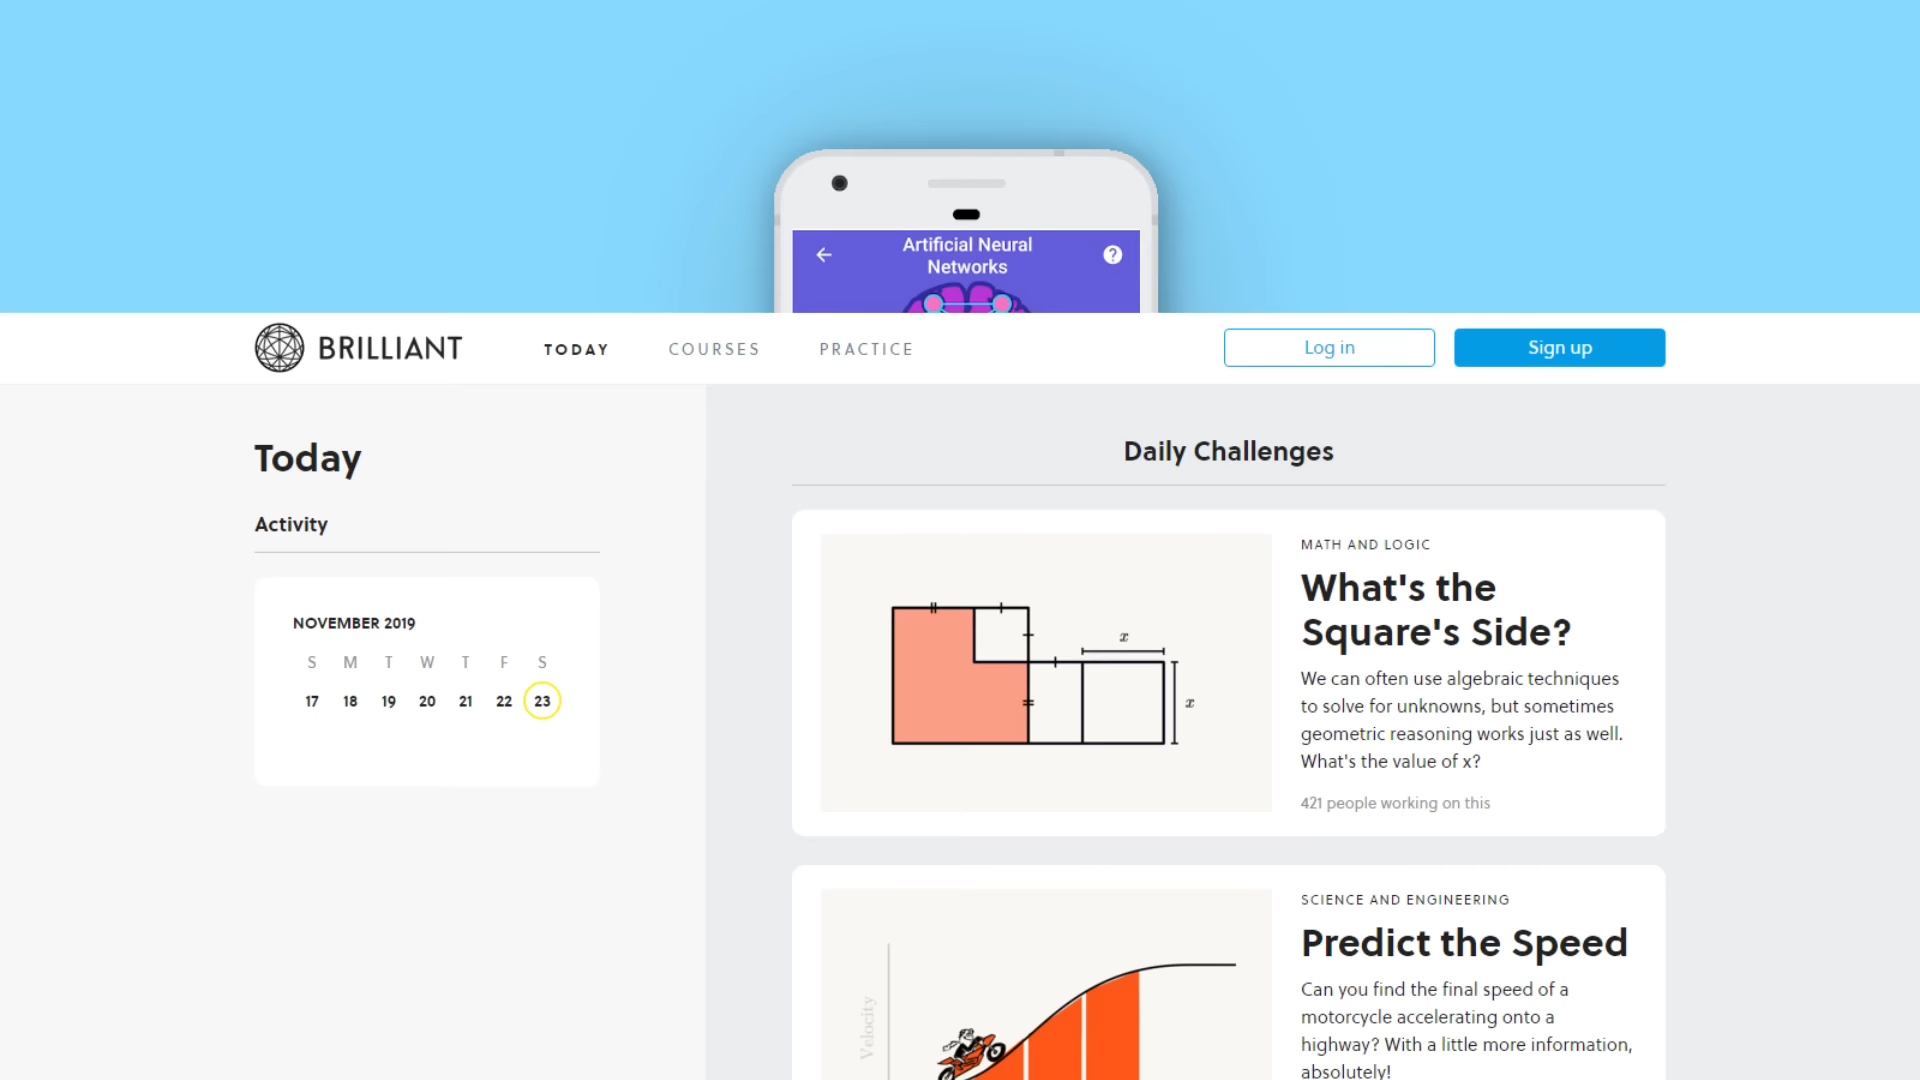 Artificial Neural
Networks
BRILLIANT
TODAY
COURSES
PRACTICE
Log in
Sign up
Today
Activity
NOVEMBER 2019
S M T W T F S
17 18 19 20 21 22 23
Daily Challenges
x
x
MATH AND LOGIC
What's the
Square's Side?
We can often use algebraic techniques
to solve for unknowns, but sometimes
geometric reasoning works just as well.
What's the value of x?
421 people working on this
Velocity
SCIENCE AND ENGINEERING
Predict the Speed
Can you find the final speed of a
motorcycle accelerating onto a
highway? With a little more information,
absolutely!